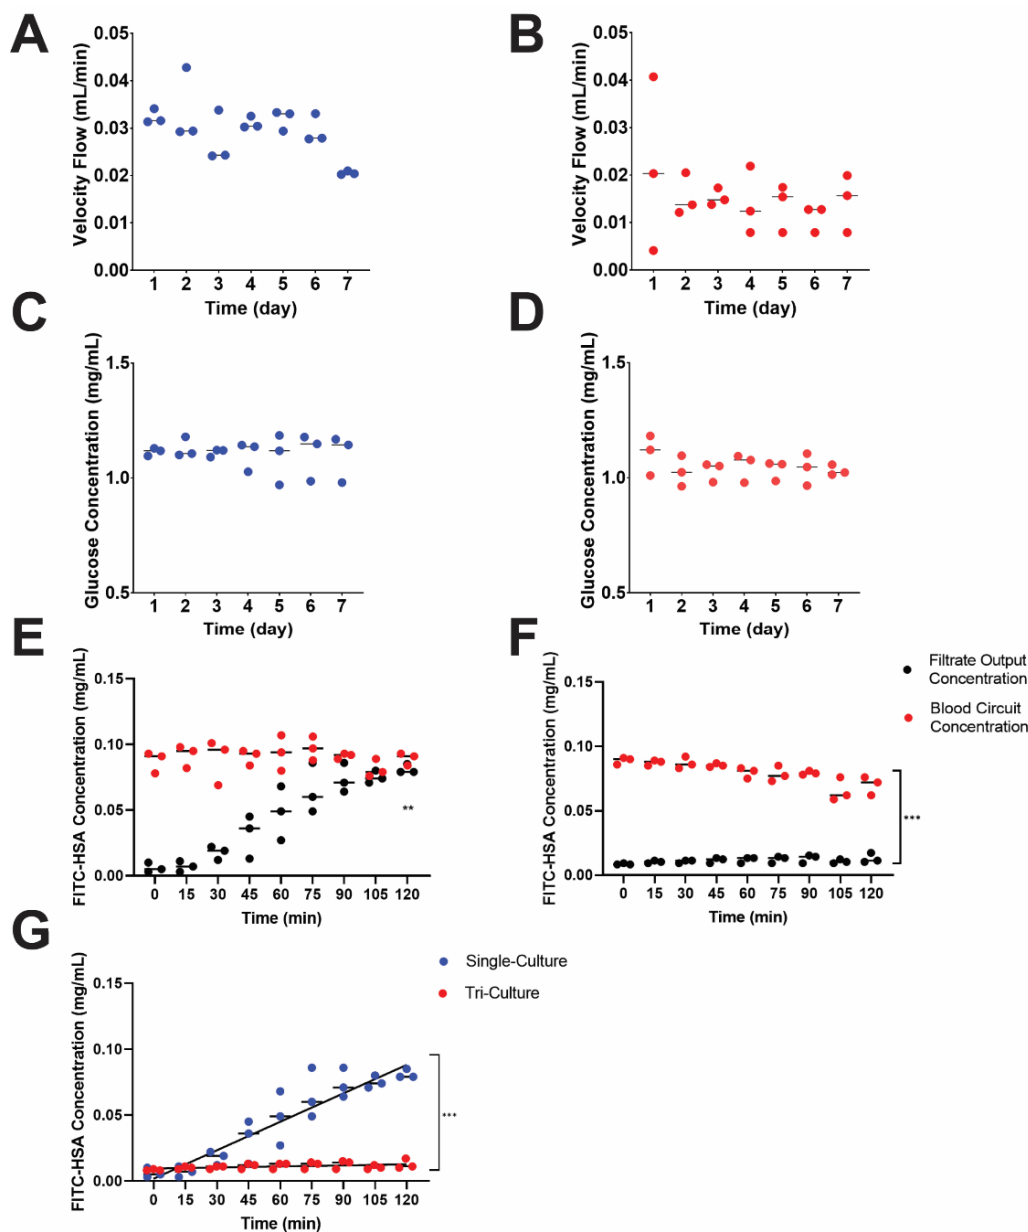 A
Velocity Flow (mL/min)
0.05
0.04
0.03
0.02
0.01
0.00
1 2 3 4 5 6 7
Time (day)
B
Velocity Flow (mL/min)
0.05
0.04
0.03
0.02
0.01
0.00
1 2 3 4 5 6 7
Time (day)
C
Glucose Concentration (mg/mL)
1.5
1.0
0.5
1 2 3 4 5 6 7
Time (day)
D
Glucose Concentration (mg/mL)
1.5
1.0
0.5
1 2 3 4 5 6 7
Time (day)
E
FITC-HSA Concentration (mg/mL)
0.15
0.10
0.05
0.00
**
0 15 30 45 60 75 90 105 120
Time (min)
F
FITC-HSA Concentration (mg/mL)
0.15
0.10
0.05
0.00
***
0 15 30 45 60 75 90 105 120
Time (min)
Filtrate Output
Concentration
Blood Circuit
Concentration
G
FITC-HSA Concentration (mg/mL)
0.15
0.10
0.05
0.00
***
0 15 30 45 60 75 90 105 120
Time (min)
Single-Culture
Tri-Culture